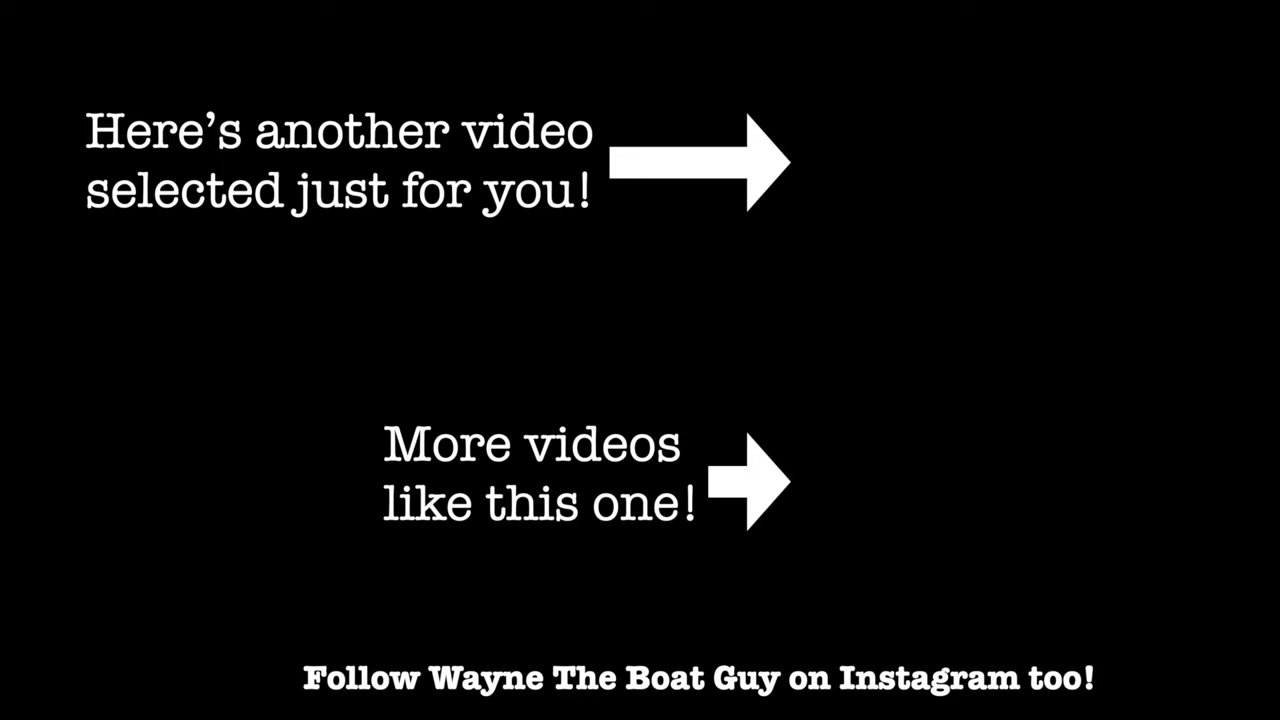 Here’s another video
selected just for you!
More videos
like this one!
Follow Wayne The Boat Guy on Instagram too!